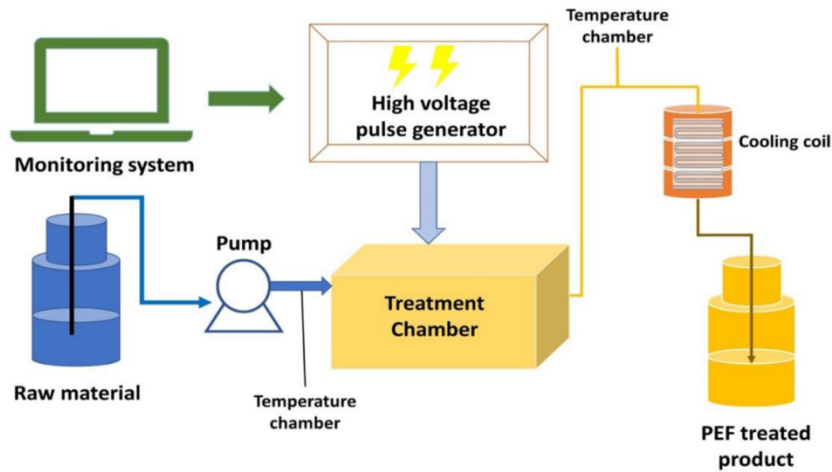 Temperature
chamber
High voltage
pulse generator
Monitoring system
Cooling coil
Pump
Treatment
Chamber
Raw material
Temperature
chamber
PEF treated
product